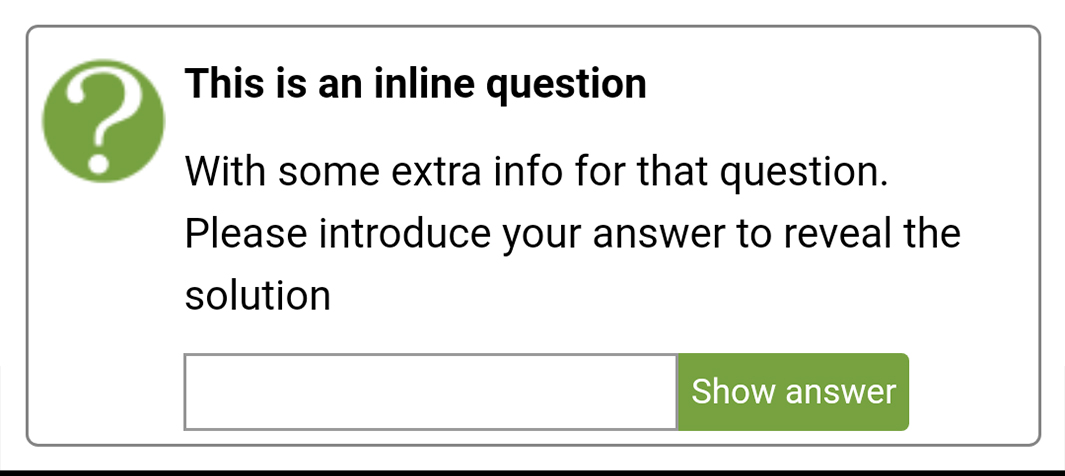 This is an inline question
With some extra info for that question.
Please introduce your answer to reveal the
solution
Show answer